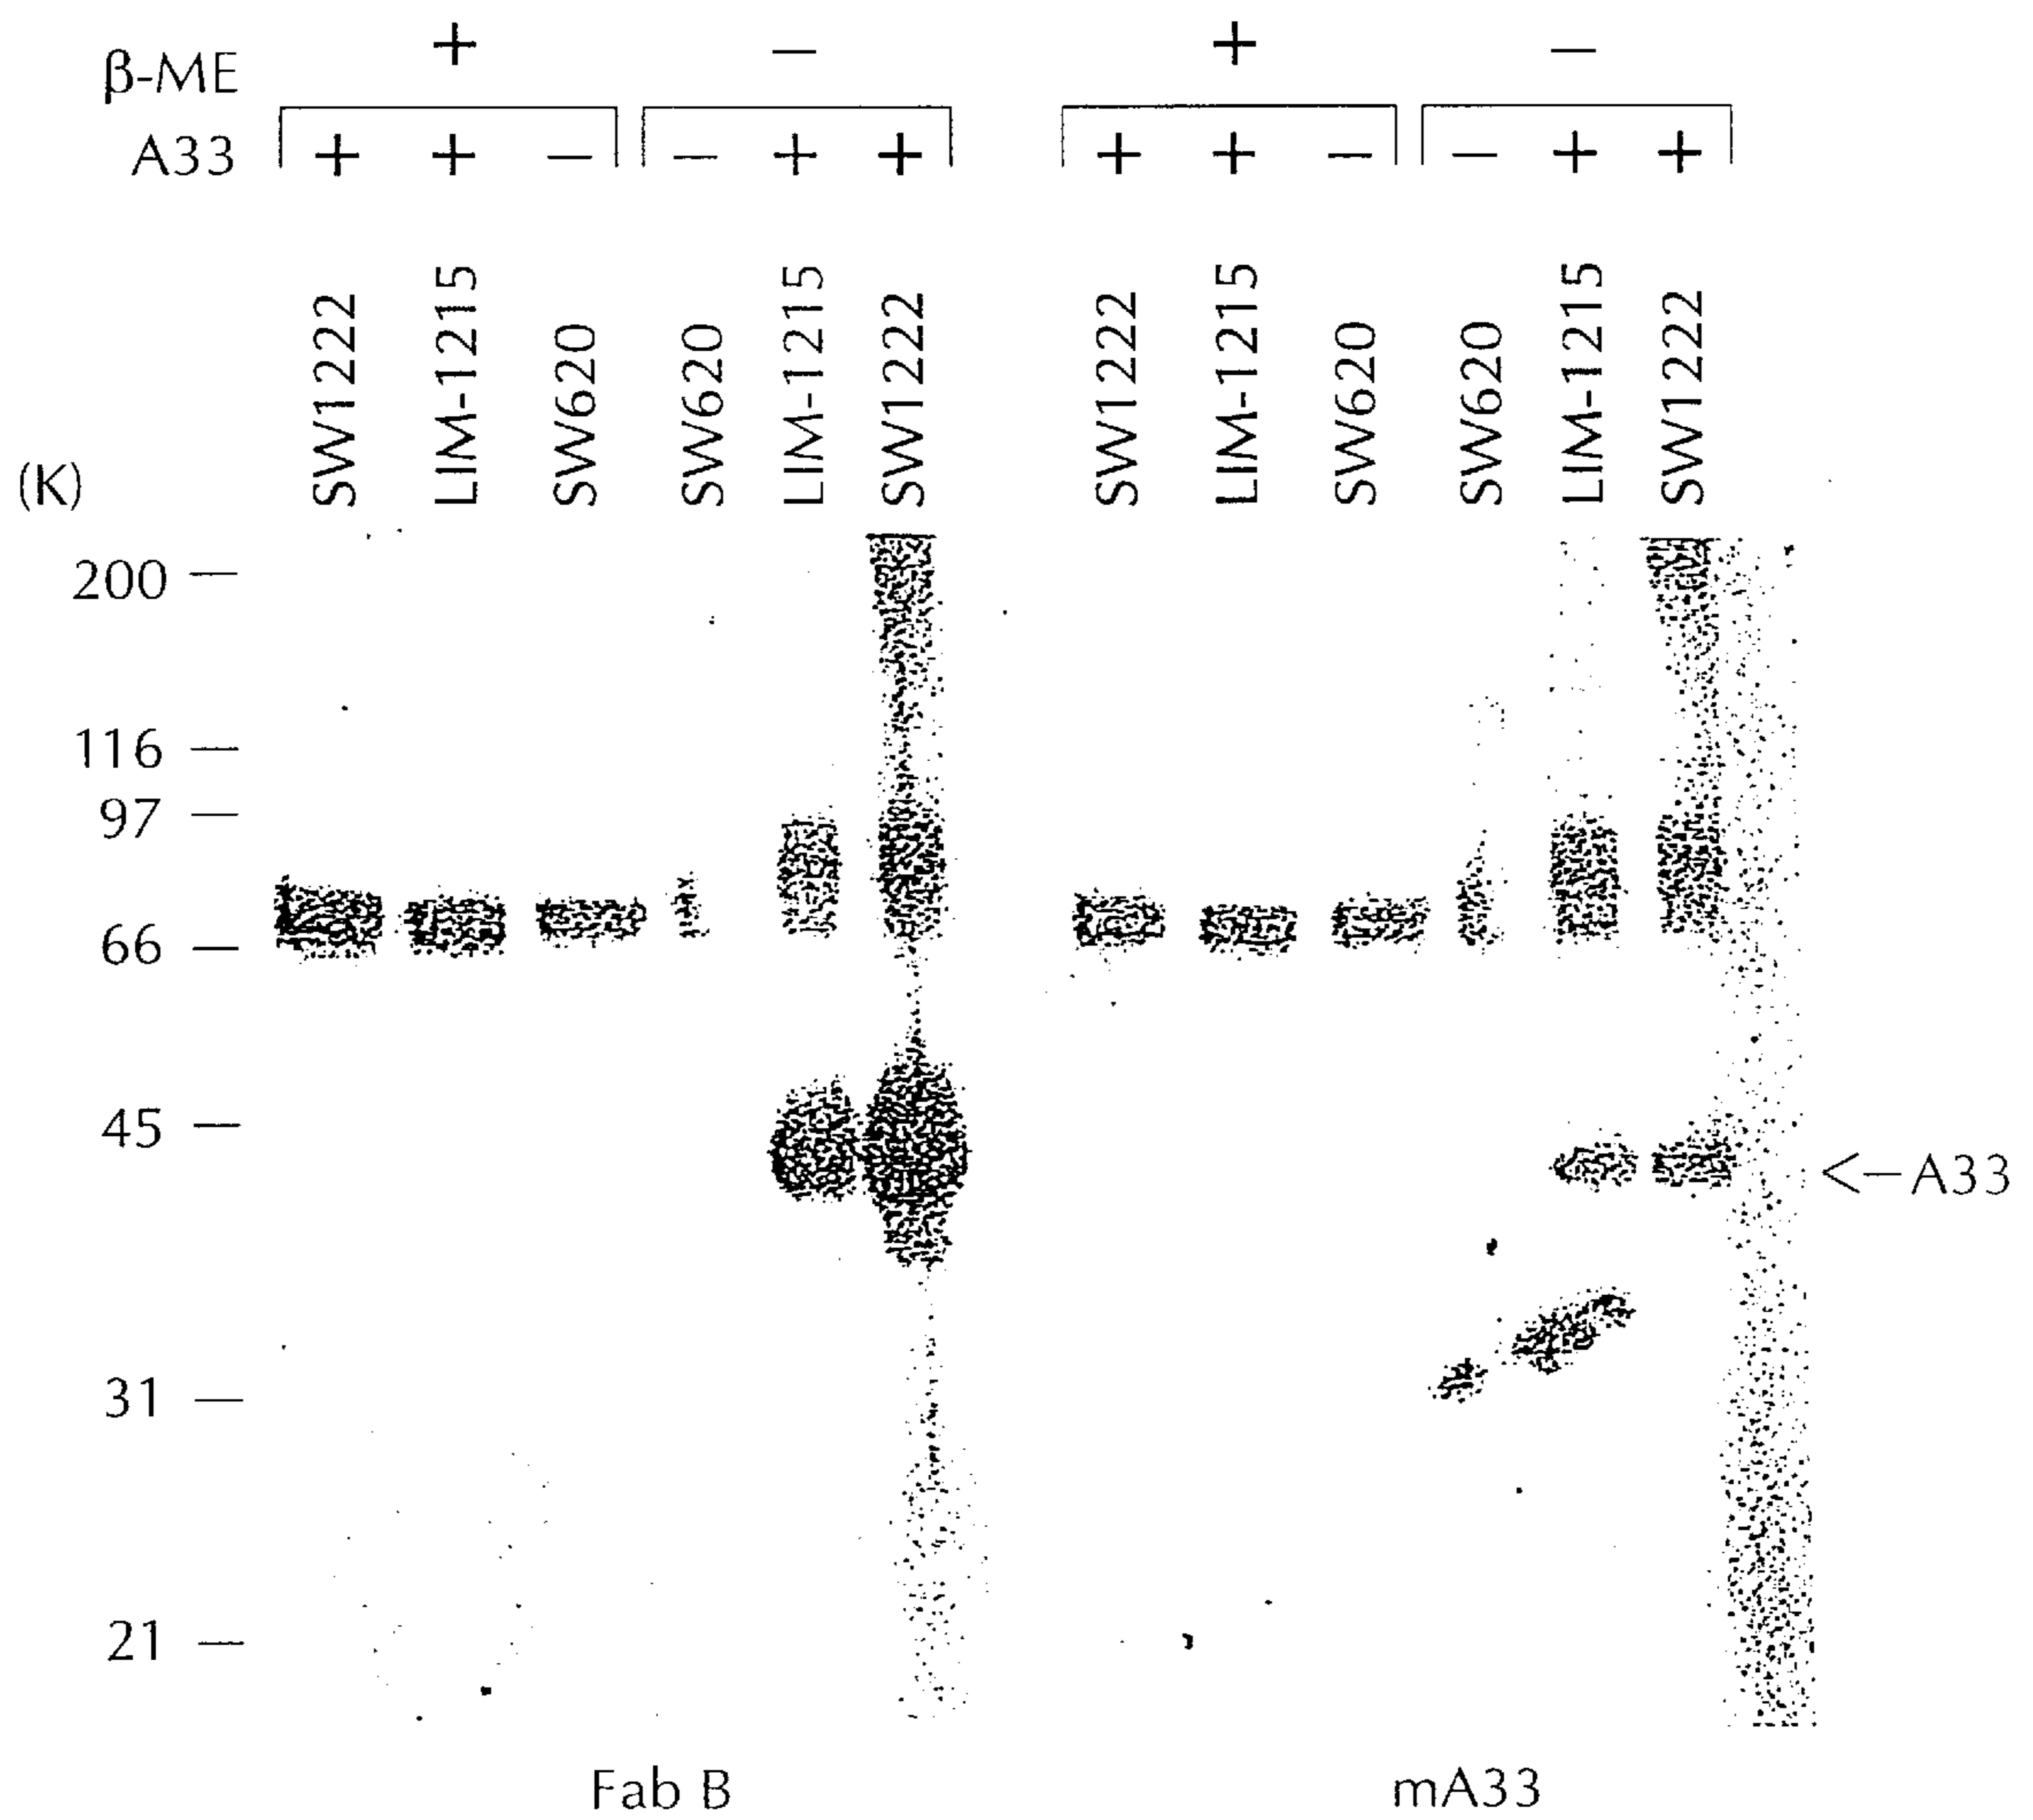 β-ME + − + −
A33 + + − − + + + + − − + +
SW1222 LIM-1215 SW620 SW620 LIM-1215 SW1222 SW1222 LIM-1215 SW620 SW620 LIM-1215 SW1222
(K)
200
116
97
66
45
<–A33
31
21
Fab B mA33